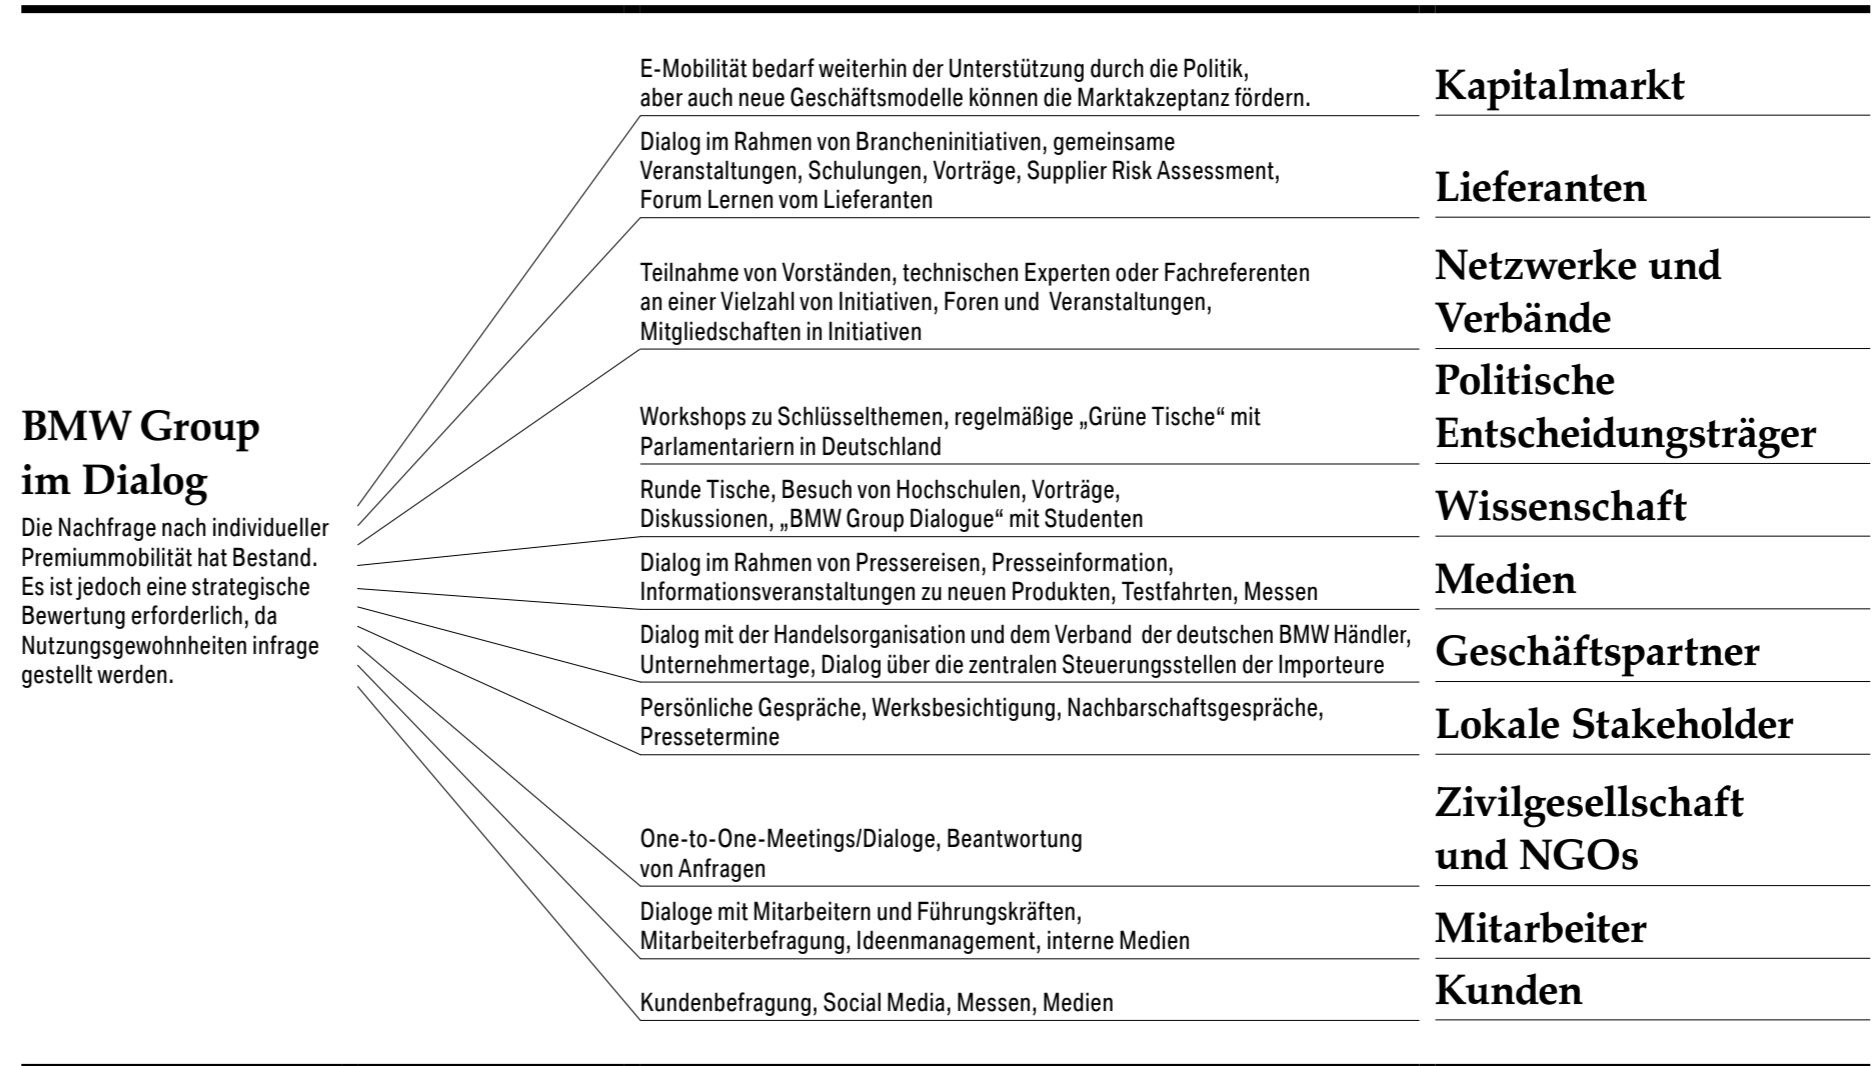 BMW Group
im Dialog
Die Nachfrage nach individueller
Premiummobilität hat Bestand.
Es ist jedoch eine strategische
Bewertung erforderlich, da
Nutzungsgewohnheiten infrage
gestellt werden.
E-Mobilität bedarf weiterhin der Unterstützung durch die Politik,
aber auch neue Geschäftsmodelle können die Marktakzeptanz fördern.
Kapitalmarkt
Dialog im Rahmen von Brancheninitiativen, gemeinsame
Veranstaltungen, Schulungen, Vorträge, Supplier Risk Assessment,
Forum Lernen vom Lieferanten
Lieferanten
Teilnahme von Vorständen, technischen Experten oder Fachreferenten
an einer Vielzahl von Initiativen, Foren und Veranstaltungen,
Mitgliedschaften in Initiativen
Netzwerke und
Verbände
Workshops zu Schlüsselthemen, regelmäßige „Grüne Tische“ mit
Parlamentariern in Deutschland
Politische
Entscheidungsträger
Runde Tische, Besuch von Hochschulen, Vorträge,
Diskussionen, „BMW Group Dialogue“ mit Studenten
Wissenschaft
Dialog im Rahmen von Pressereisen, Presseinformation,
Informationsveranstaltungen zu neuen Produkten, Testfahrten, Messen
Medien
Dialog mit der Handelsorganisation und dem Verband der deutschen BMW Händler,
Unternehmertage, Dialog über die zentralen Steuerungsstellen der Importeure
Geschäftspartner
Persönliche Gespräche, Werksbesichtigung, Nachbarschaftsgespräche,
Pressetermine
Lokale Stakeholder
One-to-One-Meetings/Dialoge, Beantwortung
von Anfragen
Zivilgesellschaft
und NGOs
Dialoge mit Mitarbeitern und Führungskräften,
Mitarbeiterbefragung, Ideenmanagement, interne Medien
Mitarbeiter
Kundenbefragung, Social Media, Messen, Medien
Kunden